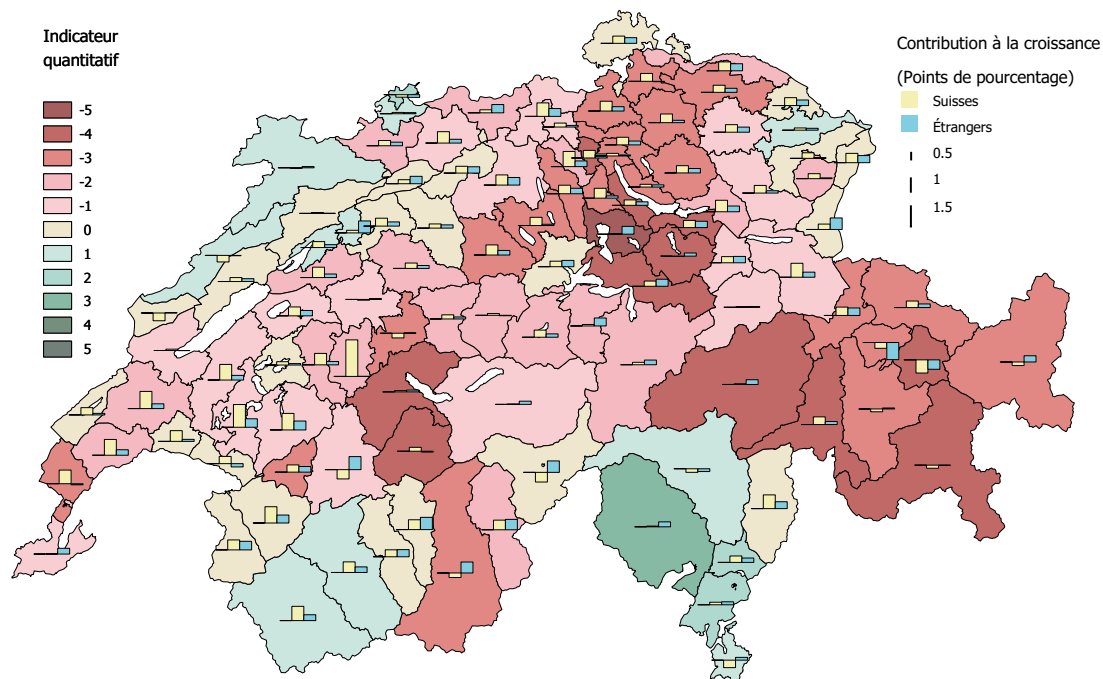 Indicateur
quantitatif
-5
-4
-3
-2
-1
0
1
2
3
4
5
Contribution à la croissance
(Points de pourcentage)
Suisses
Étrangers
0.5
1
1.5